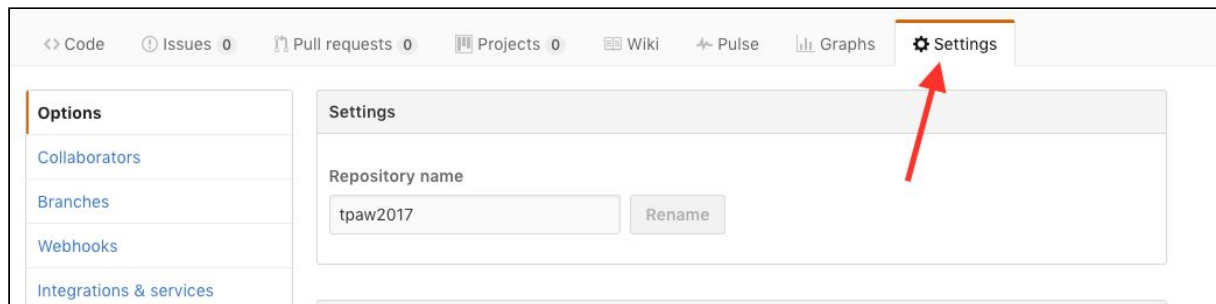 Code Issues 0 Pull requests 0 Projects 0 Wiki Pulse Graphs Settings
Options
Collaborators
Branches
Webhooks
Integrations & services
Settings
Repository name
tpaw2017 Rename